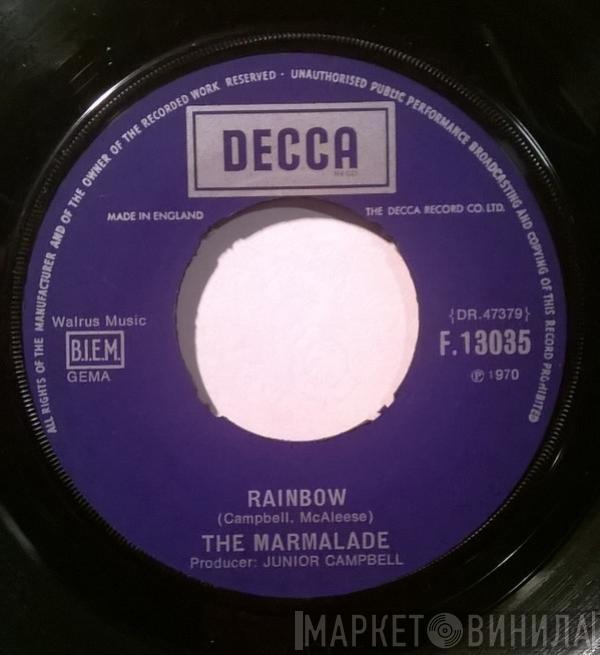 ALL RIGHTS OF THE MANUFACTURER AND OF THE OWNER OF THE RECORDED WORK RESERVED · UNAUTHORISED PUBLIC PERFORMANCE BROADCASTING AND COPYING OF THIS RECORD PROHIBITED
DECCA
MADE IN ENGLAND
THE DECCA RECORD CO. LTD.
Walrus Music
{DR.47379}
B.I.E.M.
F.13035
GEMA
℗ 1970
RAINBOW
(Campbell, McAleese)
THE MARMALADE
Producer: JUNIOR CAMPBELL
МАРКЕТ ВИНИЛА